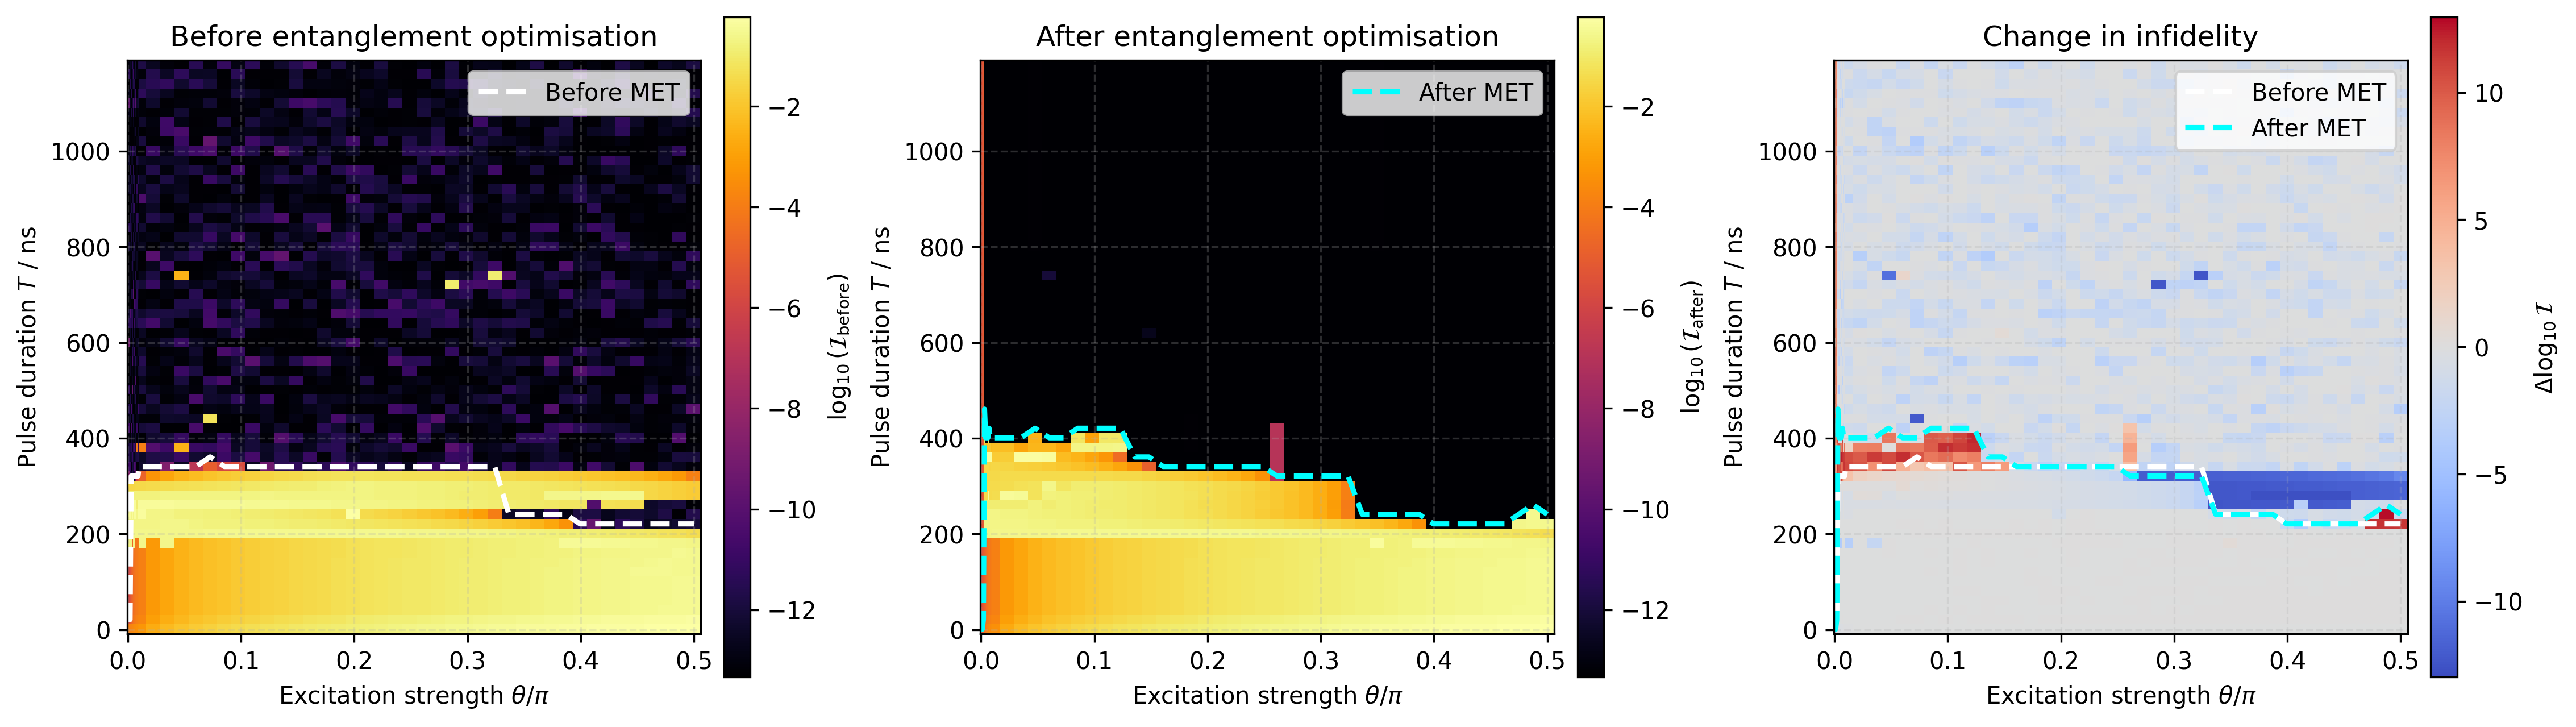 Before entanglement optimisation
Before MET
Pulse duration T / ns
1000
800
600
400
200
0
0.0 0.1 0.2 0.3 0.4 0.5
Excitation strength θ/π
−2
−4
−6
−8
−10
−12
log₁₀ (ℐ_before)
After entanglement optimisation
After MET
Pulse duration T / ns
1000
800
600
400
200
0
0.0 0.1 0.2 0.3 0.4 0.5
Excitation strength θ/π
−2
−4
−6
−8
−10
−12
log₁₀ (ℐ_after)
Change in infidelity
Before MET
After MET
Pulse duration T / ns
1000
800
600
400
200
0
0.0 0.1 0.2 0.3 0.4 0.5
Excitation strength θ/π
10
5
0
−5
−10
Δlog₁₀ ℐ